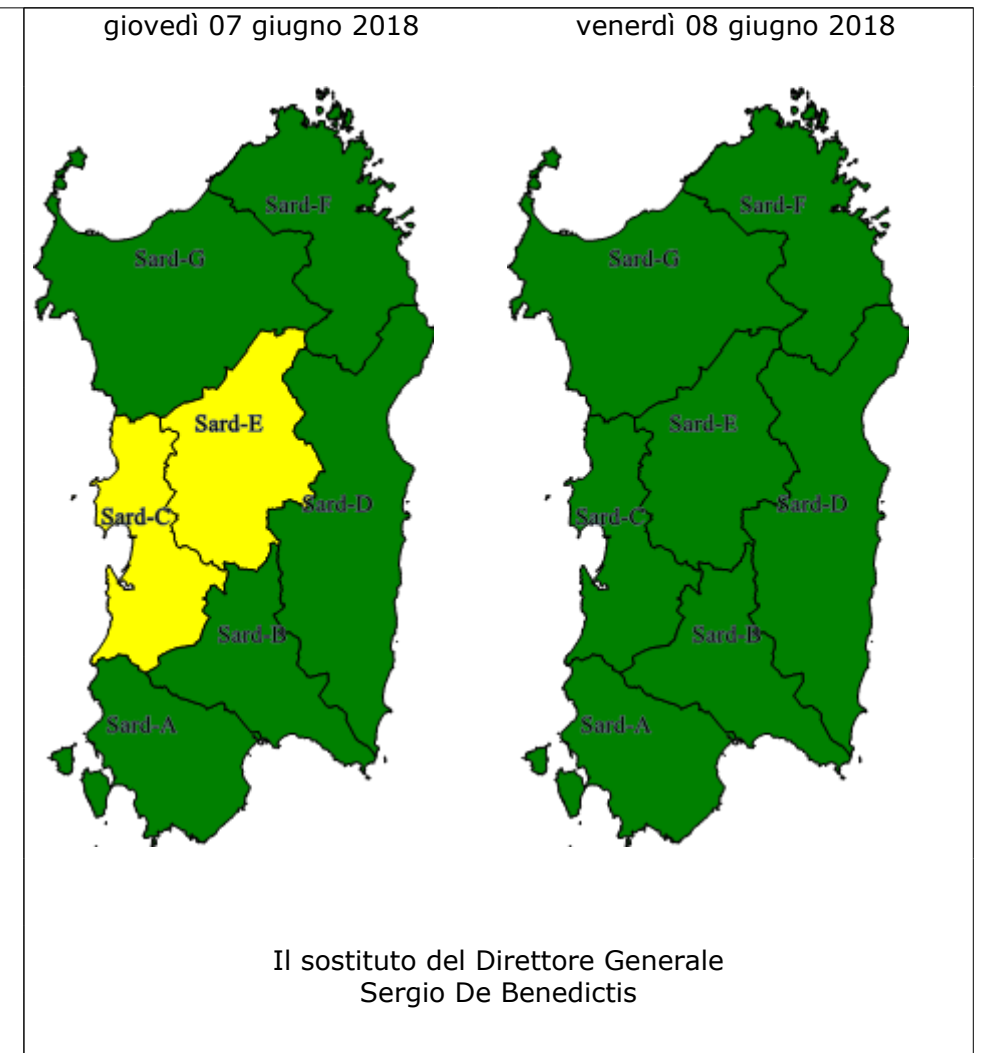 giovedì 07 giugno 2018
venerdì 08 giugno 2018
Sard-F
Sard-G
Sard-E
Sard-D
Sard-C
Sard-B
Sard-A
Sard-F
Sard-G
Sard-E
Sard-D
Sard-C
Sard-B
Sard-A
Il sostituto del Direttore Generale
Sergio De Benedictis